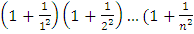 (1 + 1/1²)(1 + 1/2²) … (1 + 1/n²